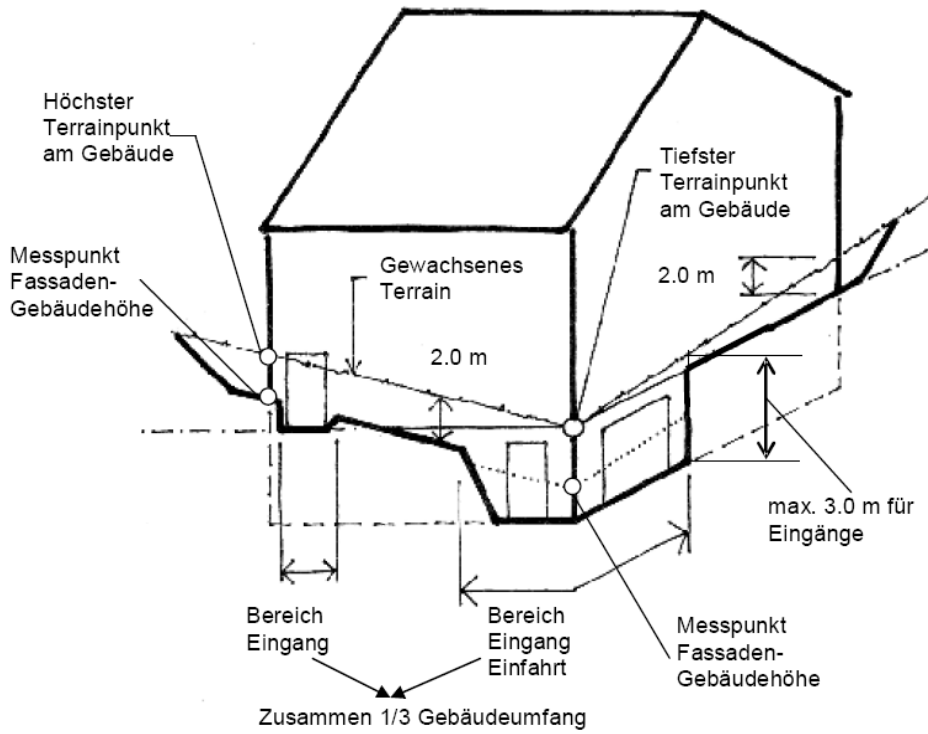 Höchster
Terrainpunkt
am Gebäude
Tiefster
Terrainpunkt
am Gebäude
Messpunkt
Fassaden-
Gebäudehöhe
Gewachsenes
Terrain
2.0 m
2.0 m
max. 3.0 m für
Eingänge
Bereich
Eingang
Bereich
Eingang
Einfahrt
Messpunkt
Fassaden-
Gebäudehöhe
Zusammen 1/3 Gebäudeumfang